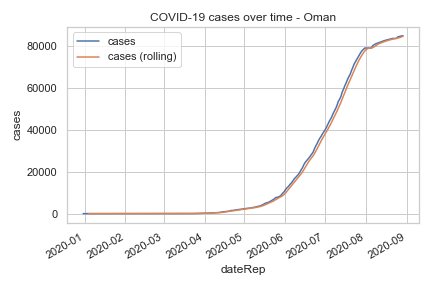 COVID-19 cases over time - Oman
cases
cases (rolling)
80000
60000
40000
20000
0
cases
2020-01
2020-02
2020-03
2020-04
2020-05
2020-06
2020-07
2020-08
2020-09
dateRep